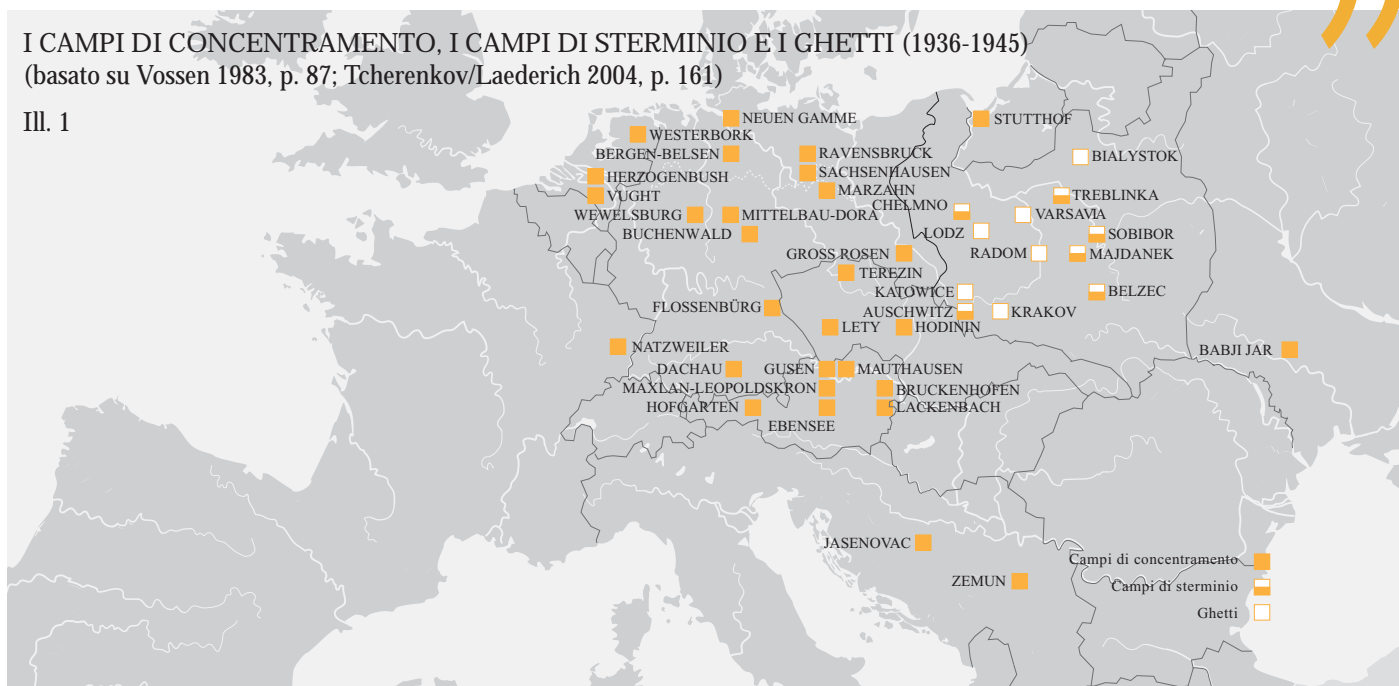 I CAMPI DI CONCENTRAMENTO, I CAMPI DI STERMINIO E I GHETTI (1936-1945)
(basato su Vossen 1983, p. 87; Tcherenkov/Laederich 2004, p. 161)
Ill. 1
NEUEN GAMME
STUTTHOF
WESTERBORK
BERGEN-BELSEN
RAVENSBRUCK
BIALYSTOK
HERZOGENBUSH
SACHSENHAUSEN
VUGHT
MARZAHN
TREBLINKA
CHELMNO
WEWELSBURG
MITTELBAU-DORA
VARSAVIA
BUCHENWALD
LODZ
SOBIBOR
GROSS ROSEN
RADOM
MAJDANEK
TEREZIN
KATOWICE
BELZEC
FLOSSENBÜRG
AUSCHWITZ
KRAKOV
LETY
HODININ
NATZWEILER
BABJI JAR
DACHAU
GUSEN
MAUTHAUSEN
MAXLAN-LEOPOLDSKRON
BRUCKENHOFEN
HOFGARTEN
LACKENBACH
EBENSEE
JASENOVAC
ZEMUN
Campi di concentramento
Campi di sterminio
Ghetti